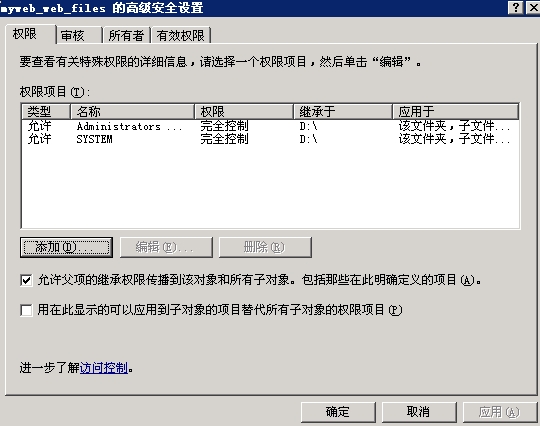 myweb_web_files 的高级安全设置
权限 审核 所有者 有效权限
要查看有关特殊权限的详细信息，请选择一个权限项目，然后单击“编辑”。
权限项目(T):
类型 名称 权限 继承于 应用于
允许 Administrators ... 完全控制 D:\ 该文件夹，子文件...
允许 SYSTEM 完全控制 D:\ 该文件夹，子文件...
添加(D)... 编辑(E)... 删除(R)
允许父项的继承权限传播到该对象和所有子对象。包括那些在此明确定义的项目(A)。
用在此显示的可以应用到子对象的项目替代所有子对象的权限项目(P)
进一步了解访问控制。
确定 取消 应用(A)